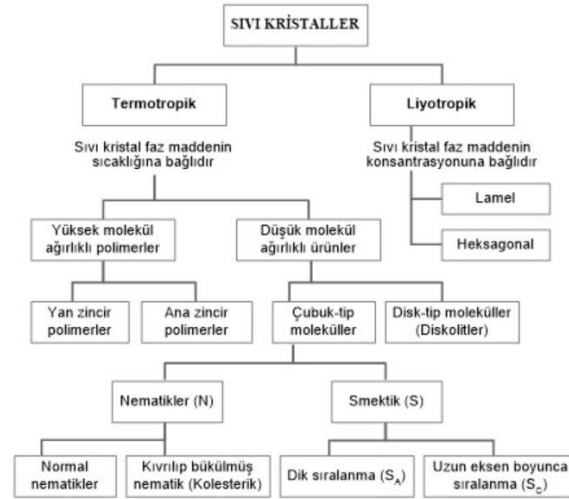 SIVI KRİSTALLER
Termotropik
Liyotropik
Sıvı kristal faz maddenin
sıcaklığına bağlıdır
Sıvı kristal faz maddenin
konsantrasyonuna bağlıdır
Lamel
Heksagonal
Yüksek molekül
ağırlıklı polimerler
Düşük molekül
ağırlıklı ürünler
Yan zincir
polimerler
Ana zincir
polimerler
Çubuk-tip
moleküller
Disk-tip moleküller
(Diskolitler)
Nematikler (N)
Smektik (S)
Normal
nematikler
Kıvrılıp bükülmüş
nematik (Kolesterik)
Dik sıralanma (S_A)
Uzun eksen boyunca
sıralanma (S_C)